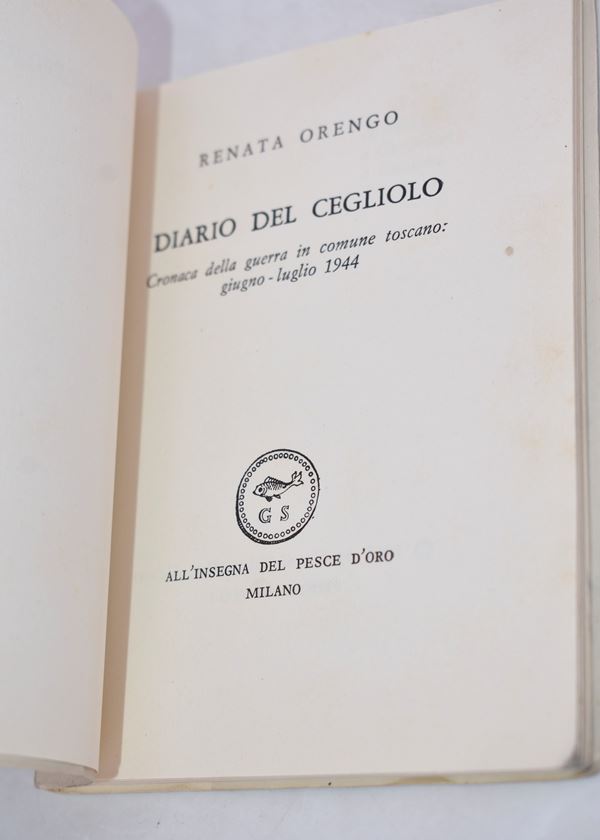 RENATA ORENGO
DIARIO DEL CEGLIOLO
Cronaca della guerra in comune toscano:
giugno - luglio 1944
G S
ALL'INSEGNA DEL PESCE D'ORO
MILANO